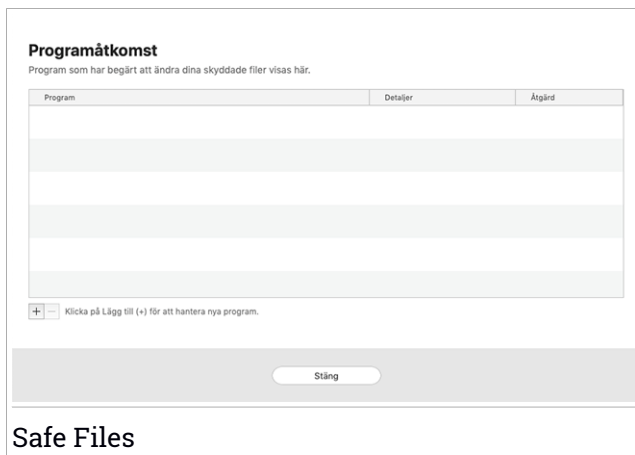 Programåtkomst
Program som har begärt att ändra dina skyddade filer visas här.
Program Detaljer Åtgärd
+ − Klicka på Lägg till (+) för att hantera nya program.
Stäng
Safe Files